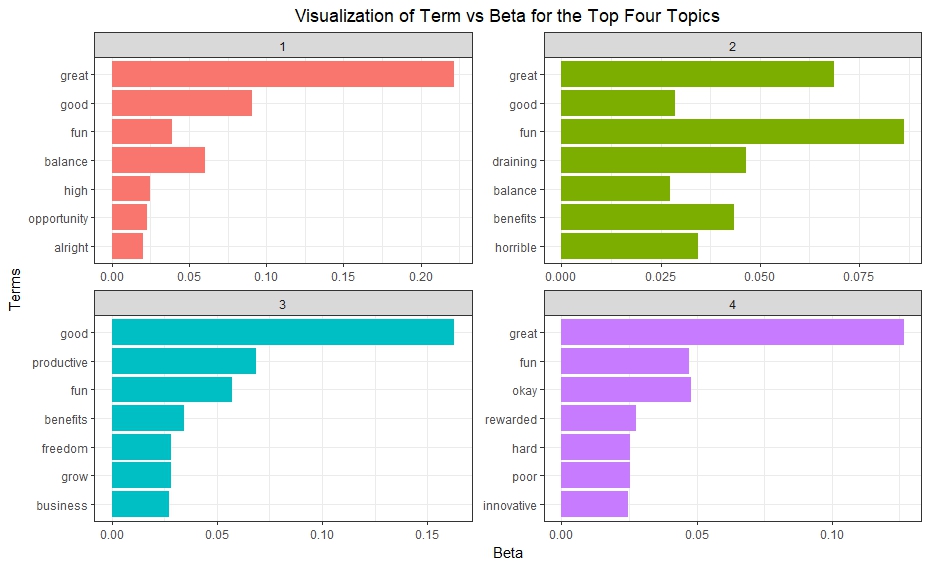 Visualization of Term vs Beta for the Top Four Topics
1
great
good
fun
balance
high
opportunity
alright
0.00 0.05 0.10 0.15 0.20
2
great
good
fun
draining
balance
benefits
horrible
0.000 0.025 0.050 0.075
3
good
productive
fun
benefits
freedom
grow
business
0.00 0.05 0.10 0.15
4
great
fun
okay
rewarded
hard
poor
innovative
0.00 0.05 0.10
Terms
Beta